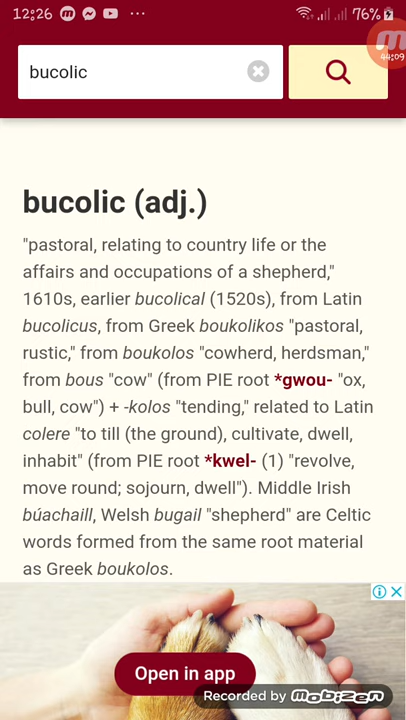 12:26
76%
bucolic
44:09
bucolic (adj.)
"pastoral, relating to country life or the
affairs and occupations of a shepherd,"
1610s, earlier bucolical (1520s), from Latin
bucolicus, from Greek boukolikos "pastoral,
rustic," from boukolos "cowherd, herdsman,"
from bous "cow" (from PIE root *gwou- "ox,
bull, cow") + -kolos "tending," related to Latin
colere "to till (the ground), cultivate, dwell,
inhabit" (from PIE root *kwel- (1) "revolve,
move round; sojourn, dwell"). Middle Irish
búachaill, Welsh bugail "shepherd" are Celtic
words formed from the same root material
as Greek boukolos.
Open in app
Recorded by mobizen